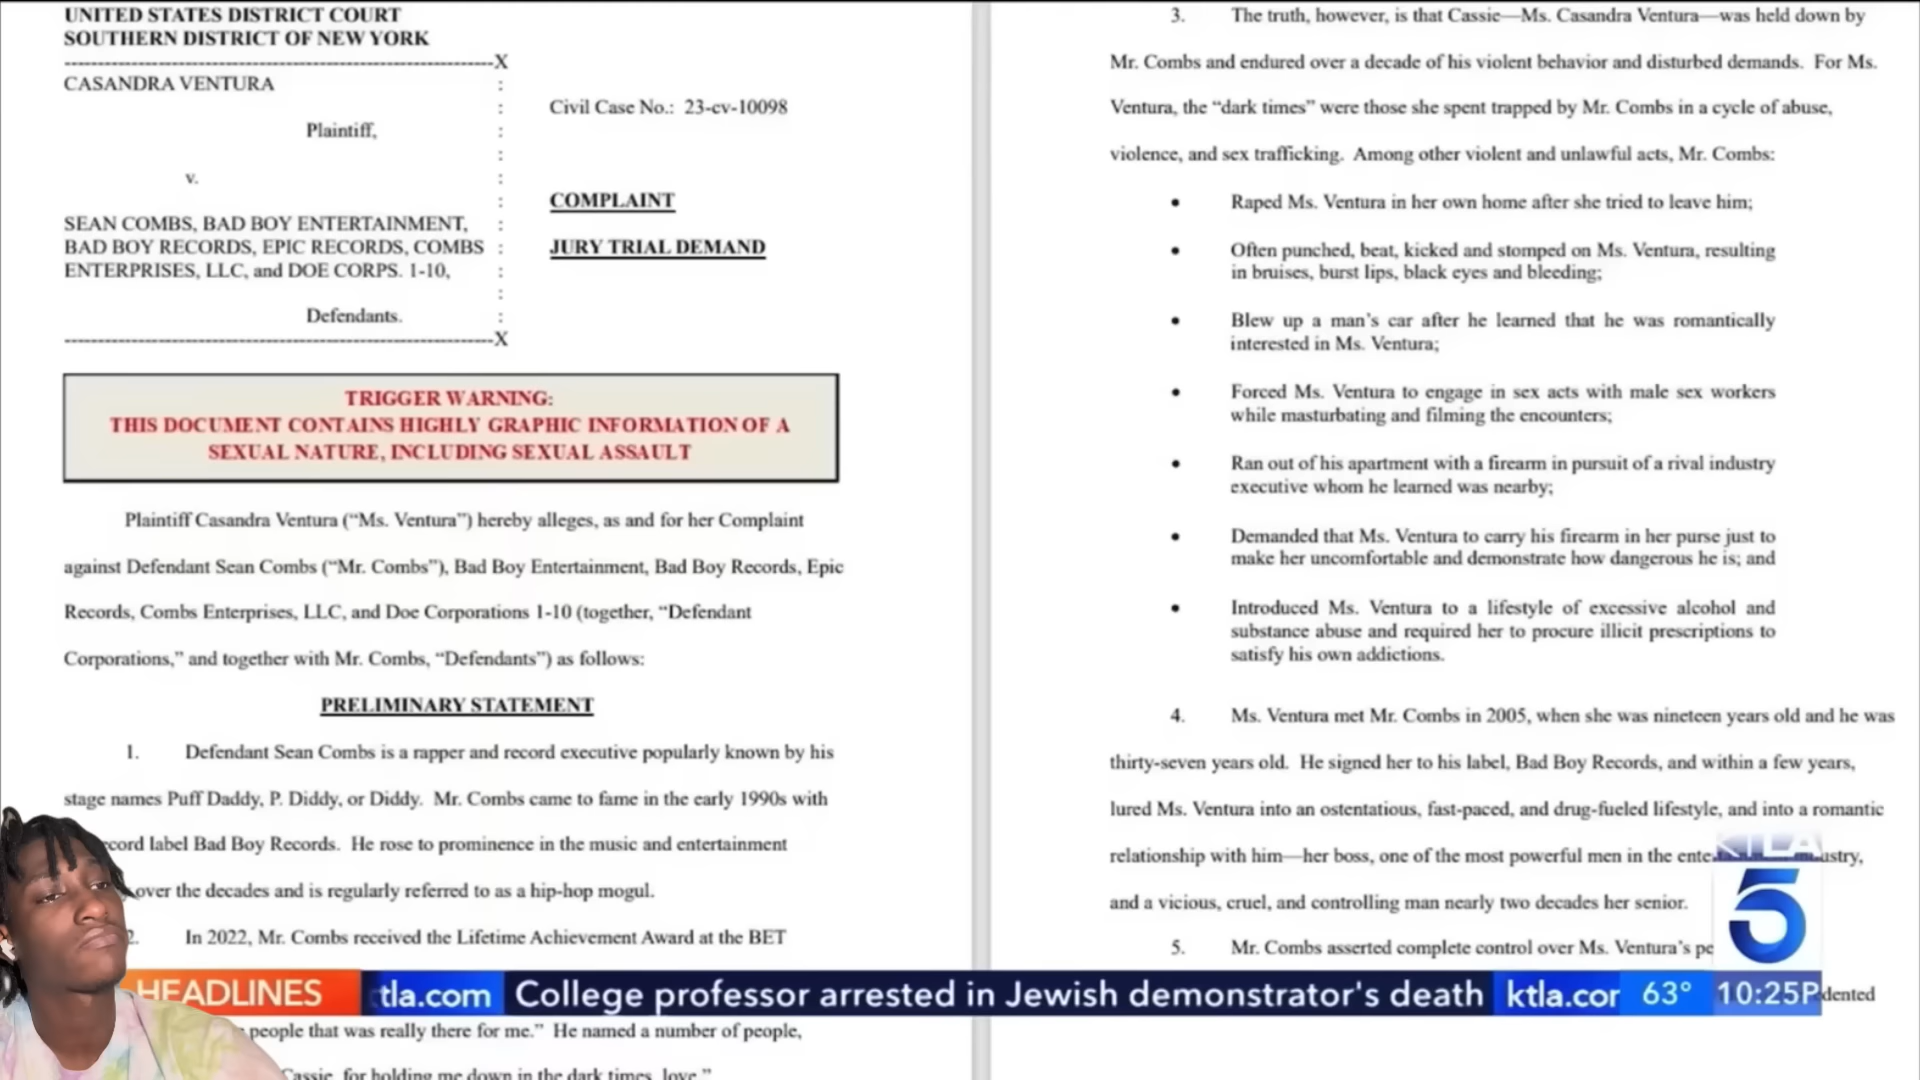 UNITED STATES DISTRICT COURT
SOUTHERN DISTRICT OF NEW YORK
----------------------------------------------------------------------X
CASANDRA VENTURA
Plaintiff,
v.
SEAN COMBS, BAD BOY ENTERTAINMENT,
BAD BOY RECORDS, EPIC RECORDS, COMBS
ENTERPRISES, LLC, and DOE CORPS. 1-10,
Defendants.
----------------------------------------------------------------------X
Civil Case No.: 23-cv-10098
COMPLAINT
JURY TRIAL DEMAND
TRIGGER WARNING:
THIS DOCUMENT CONTAINS HIGHLY GRAPHIC INFORMATION OF A
SEXUAL NATURE, INCLUDING SEXUAL ASSAULT
Plaintiff Casandra Ventura (“Ms. Ventura”) hereby alleges, as and for her Complaint
against Defendant Sean Combs (“Mr. Combs”), Bad Boy Entertainment, Bad Boy Records, Epic
Records, Combs Enterprises, LLC, and Doe Corporations 1-10 (together, “Defendant
Corporations,” and together with Mr. Combs, “Defendants”) as follows:
PRELIMINARY STATEMENT
1. Defendant Sean Combs is a rapper and record executive popularly known by his
stage names Puff Daddy, P. Diddy, or Diddy. Mr. Combs came to fame in the early 1990s with
cord label Bad Boy Records. He rose to prominence in the music and entertainment
over the decades and is regularly referred to as a hip-hop mogul.
2. In 2022, Mr. Combs received the Lifetime Achievement Award at the BET
people that was really there for me.” He named a number of people,
Cassie, for holding me down in the dark times, love.”
3. The truth, however, is that Cassie—Ms. Casandra Ventura—was held down by
Mr. Combs and endured over a decade of his violent behavior and disturbed demands. For Ms.
Ventura, the “dark times” were those she spent trapped by Mr. Combs in a cycle of abuse,
violence, and sex trafficking. Among other violent and unlawful acts, Mr. Combs:
• Raped Ms. Ventura in her own home after she tried to leave him;
• Often punched, beat, kicked and stomped on Ms. Ventura, resulting
in bruises, burst lips, black eyes and bleeding;
• Blew up a man’s car after he learned that he was romantically
interested in Ms. Ventura;
• Forced Ms. Ventura to engage in sex acts with male sex workers
while masturbating and filming the encounters;
• Ran out of his apartment with a firearm in pursuit of a rival industry
executive whom he learned was nearby;
• Demanded that Ms. Ventura to carry his firearm in her purse just to
make her uncomfortable and demonstrate how dangerous he is; and
• Introduced Ms. Ventura to a lifestyle of excessive alcohol and
substance abuse and required her to procure illicit prescriptions to
satisfy his own addictions.
4. Ms. Ventura met Mr. Combs in 2005, when she was nineteen years old and he was
thirty-seven years old. He signed her to his label, Bad Boy Records, and within a few years,
lured Ms. Ventura into an ostentatious, fast-paced, and drug-fueled lifestyle, and into a romantic
relationship with him—her boss, one of the most powerful men in the ente ustry,
and a vicious, cruel, and controlling man nearly two decades her senior.
5. Mr. Combs asserted complete control over Ms. Ventura’s pe
dented
KTLA
5
HEADLINES tla.com College professor arrested in Jewish demonstrator's death ktla.cor 63° 10:25P